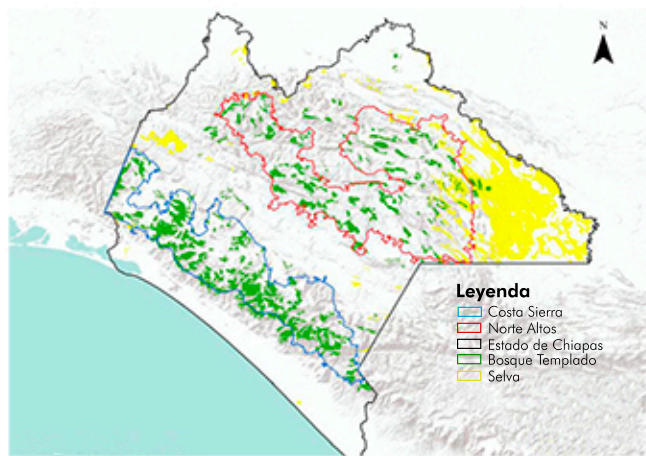 N
Leyenda
Costa Sierra
Norte Altos
Estado de Chiapas
Bosque Templado
Selva